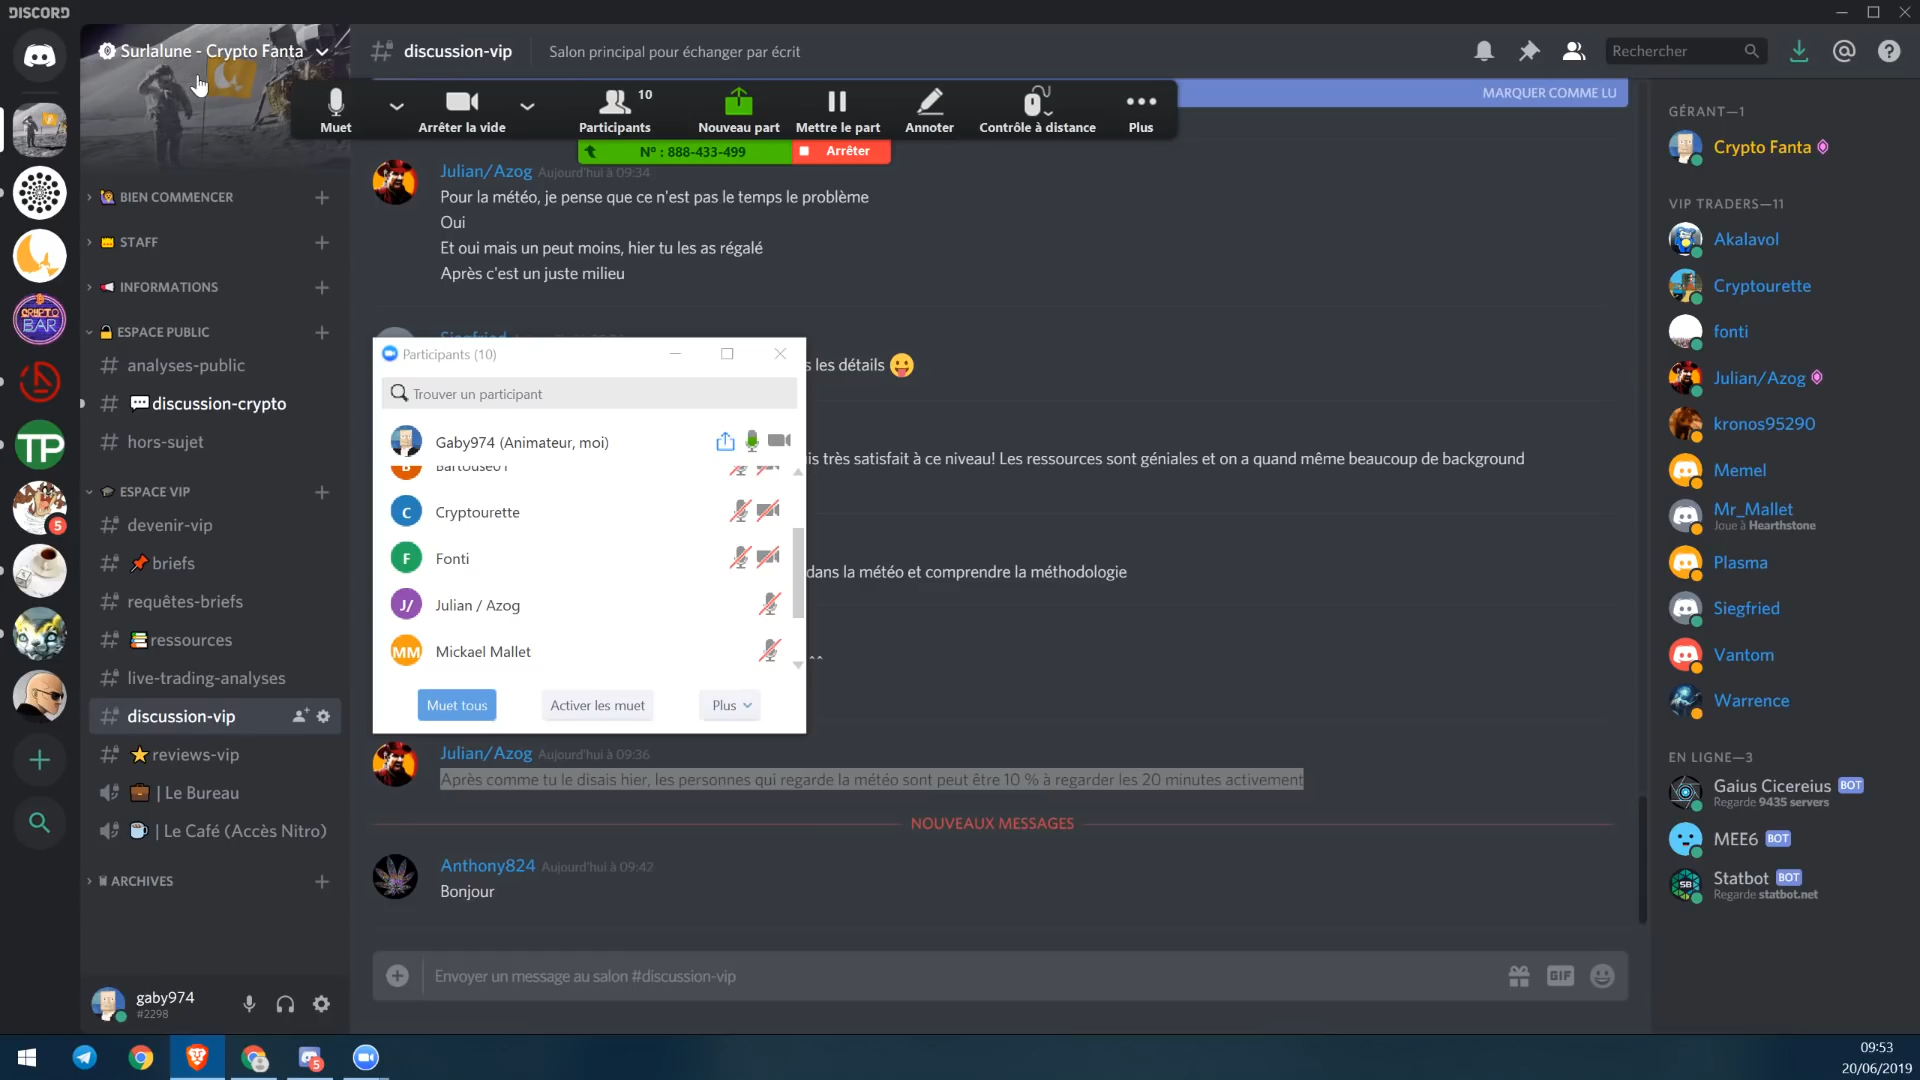 DISCORD
Surlalune - Crypto Fanta
discussion-vip
Salon principal pour échanger par écrit
Rechercher
MARQUER COMME LU
Muet
Arrêter la vide
10
Participants
Nouveau part
Mettre le part
Annoter
Contrôle à distance
Plus
N° : 888-433-499
Arrêter
BIEN COMMENCER
STAFF
INFORMATIONS
ESPACE PUBLIC
analyses-public
discussion-crypto
hors-sujet
ESPACE VIP
devenir-vip
briefs
requêtes-briefs
ressources
live-trading-analyses
discussion-vip
reviews-vip
| Le Bureau
| Le Café (Accès Nitro)
ARCHIVES
CRYPTO
BAR
TP
5
gaby974
#2298
Julian/Azog Aujourd'hui à 09:34
Pour la météo, je pense que ce n'est pas le temps le problème
Oui
Et oui mais un peut moins, hier tu les as régalé
Après c'est un juste milieu
Siegfried
s les détails
is très satisfait à ce niveau! Les ressources sont géniales et on a quand même beaucoup de background
dans la météo et comprendre la méthodologie
^^
Participants (10)
Trouver un participant
Gaby974 (Animateur, moi)
B Bartouse01
C Cryptourette
F Fonti
J/ Julian / Azog
MM Mickael Mallet
Muet tous
Activer les muet
Plus
Julian/Azog Aujourd'hui à 09:36
Après comme tu le disais hier, les personnes qui regarde la météo sont peut être 10 % à regarder les 20 minutes activement
NOUVEAUX MESSAGES
Anthony824 Aujourd'hui à 09:42
Bonjour
Envoyer un message au salon #discussion-vip
GIF
GÉRANT—1
Crypto Fanta
VIP TRADERS—11
Akalavol
Cryptourette
fonti
Julian/Azog
kronos95290
Memel
Mr_Mallet
Joue à Hearthstone
Plasma
Siegfried
Vantom
Warrence
EN LIGNE—3
Gaius Cicereius BOT
Regarde 9435 servers
MEE6 BOT
SB
Statbot BOT
Regarde statbot.net
5
09:53
20/06/2019